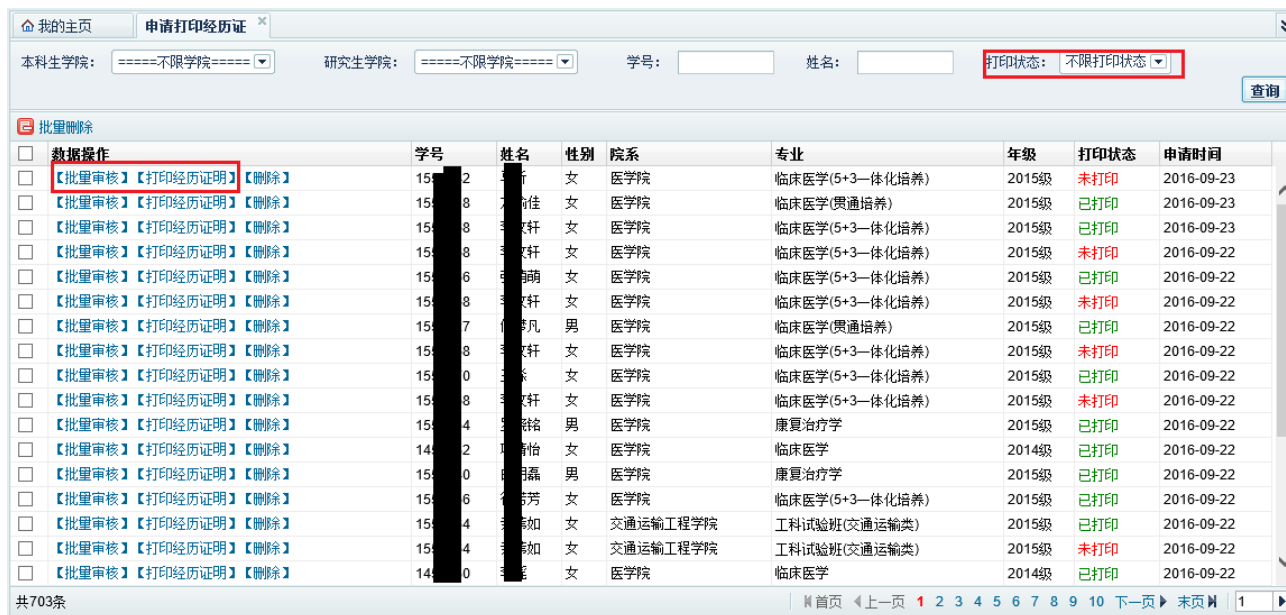 我的主页 申请打印经历证 ×
本科生学院： =====不限学院===== 研究生学院： =====不限学院===== 学号： 姓名： 打印状态： 不限打印状态
查询
批量删除
数据操作 学号 姓名 性别 院系 专业 年级 打印状态 申请时间
【批量审核】【打印经历证明】【删除】 15 2 女 医学院 临床医学(5+3一体化培养) 2015级 未打印 2016-09-23
【批量审核】【打印经历证明】【删除】 15 8 佳 女 医学院 临床医学(贯通培养) 2015级 已打印 2016-09-23
【批量审核】【打印经历证明】【删除】 15 8 轩 女 医学院 临床医学(5+3一体化培养) 2015级 已打印 2016-09-23
【批量审核】【打印经历证明】【删除】 15 8 轩 女 医学院 临床医学(5+3一体化培养) 2015级 未打印 2016-09-22
【批量审核】【打印经历证明】【删除】 15 6 萌 女 医学院 临床医学(5+3一体化培养) 2015级 已打印 2016-09-22
【批量审核】【打印经历证明】【删除】 15 8 轩 女 医学院 临床医学(5+3一体化培养) 2015级 未打印 2016-09-22
【批量审核】【打印经历证明】【删除】 15 7 凡 男 医学院 临床医学(贯通培养) 2015级 已打印 2016-09-22
【批量审核】【打印经历证明】【删除】 15 8 轩 女 医学院 临床医学(5+3一体化培养) 2015级 未打印 2016-09-22
【批量审核】【打印经历证明】【删除】 15 0 女 医学院 临床医学(5+3一体化培养) 2015级 已打印 2016-09-22
【批量审核】【打印经历证明】【删除】 15 8 轩 女 医学院 临床医学(5+3一体化培养) 2015级 未打印 2016-09-22
【批量审核】【打印经历证明】【删除】 15 4 铭 男 医学院 康复治疗学 2015级 已打印 2016-09-22
【批量审核】【打印经历证明】【删除】 14 2 怡 女 医学院 临床医学 2014级 已打印 2016-09-22
【批量审核】【打印经历证明】【删除】 15 0 磊 男 医学院 康复治疗学 2015级 已打印 2016-09-22
【批量审核】【打印经历证明】【删除】 15 6 芳 女 医学院 临床医学(5+3一体化培养) 2015级 已打印 2016-09-22
【批量审核】【打印经历证明】【删除】 15 4 如 女 交通运输工程学院 工科试验班(交通运输类) 2015级 已打印 2016-09-22
【批量审核】【打印经历证明】【删除】 15 4 如 女 交通运输工程学院 工科试验班(交通运输类) 2015级 未打印 2016-09-22
【批量审核】【打印经历证明】【删除】 14 0 女 医学院 临床医学 2014级 已打印 2016-09-22
共703条 首页 上一页 1 2 3 4 5 6 7 8 9 10 下一页 末页 1